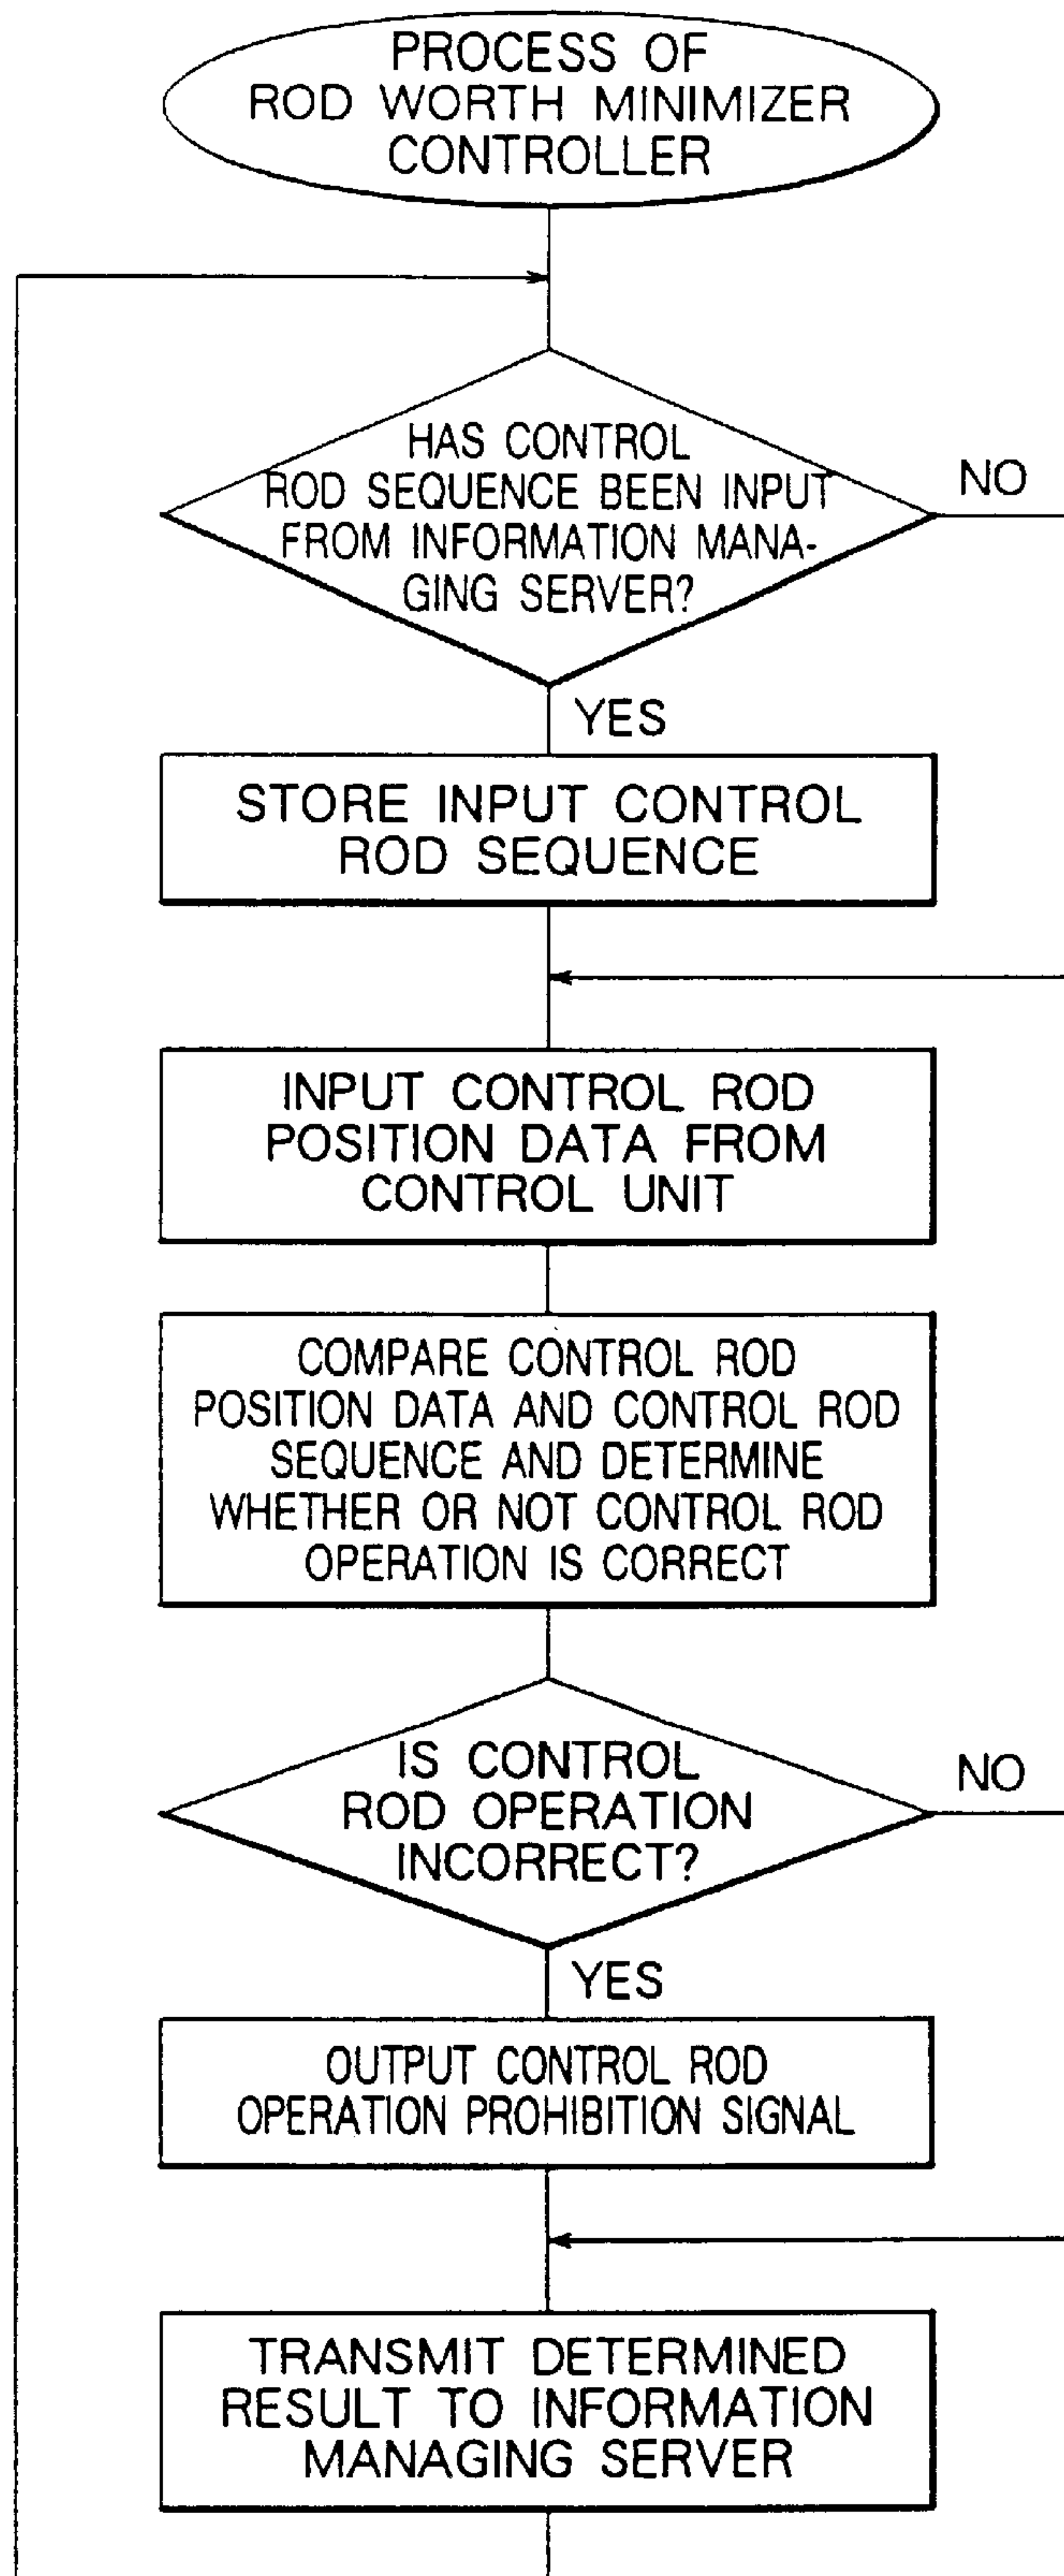 PROCESS OF
ROD WORTH MINIMIZER
CONTROLLER
HAS CONTROL
ROD SEQUENCE BEEN INPUT
FROM INFORMATION MANA-
GING SERVER?
NO
YES
STORE INPUT CONTROL
ROD SEQUENCE
INPUT CONTROL ROD
POSITION DATA FROM
CONTROL UNIT
COMPARE CONTROL ROD
POSITION DATA AND CONTROL ROD
SEQUENCE AND DETERMINE
WHETHER OR NOT CONTROL ROD
OPERATION IS CORRECT
IS CONTROL
ROD OPERATION
INCORRECT?
NO
YES
OUTPUT CONTROL ROD
OPERATION PROHIBITION SIGNAL
TRANSMIT DETERMINED
RESULT TO INFORMATION
MANAGING SERVER